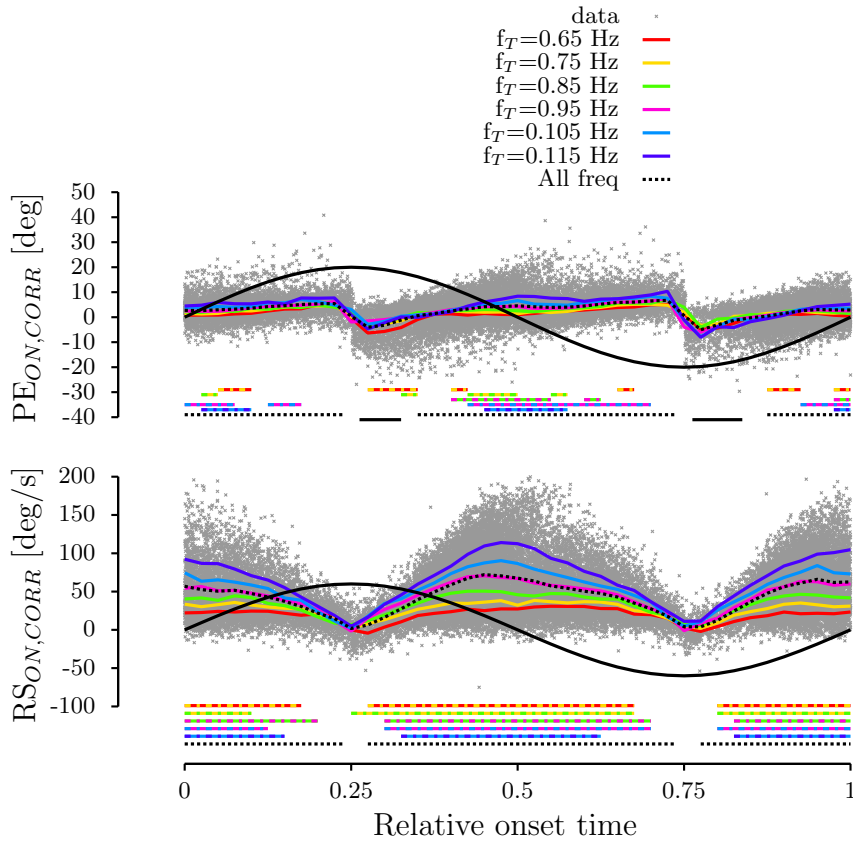 data
f_T=0.65 Hz
f_T=0.75 Hz
f_T=0.85 Hz
f_T=0.95 Hz
f_T=0.105 Hz
f_T=0.115 Hz
All freq
PE_ON,CORR [deg]
50
40
30
20
10
0
-10
-20
-30
-40
RS_ON,CORR [deg/s]
200
150
100
50
0
-50
-100
0 0.25 0.5 0.75 1
Relative onset time